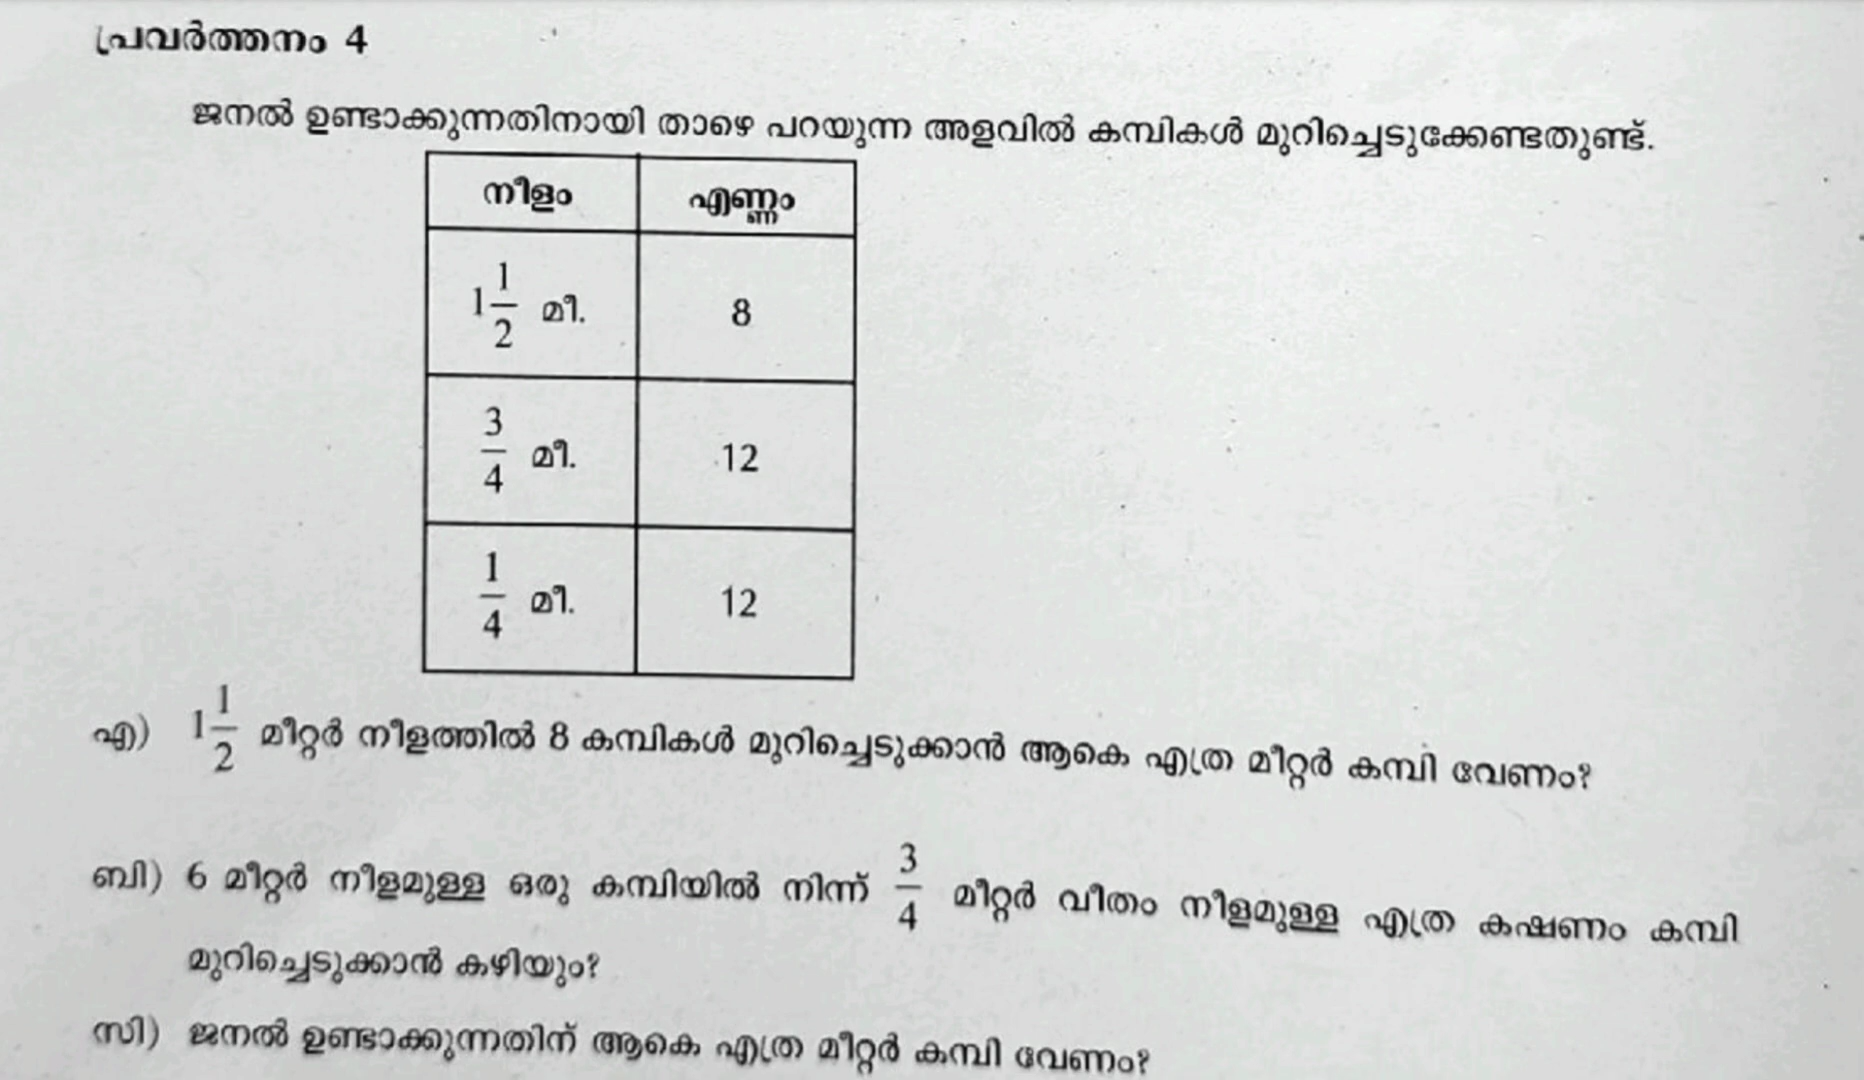 പ്രവർത്തനം 4
ജനൽ ഉണ്ടാക്കുന്നതിനായി താഴെ പറയുന്ന അളവിൽ കമ്പികൾ മുറിച്ചെടുക്കേണ്ടതുണ്ട്.
നീളം എണ്ണം
1 1/2 മീ. 8
3/4 മീ. 12
1/4 മീ. 12
എ) 1 1/2 മീറ്റർ നീളത്തിൽ 8 കമ്പികൾ മുറിച്ചെടുക്കാൻ ആകെ എത്ര മീറ്റർ കമ്പി വേണം?
ബി) 6 മീറ്റർ നീളമുള്ള ഒരു കമ്പിയിൽ നിന്ന് 3/4 മീറ്റർ വീതം നീളമുള്ള എത്ര കഷണം കമ്പി
മുറിച്ചെടുക്കാൻ കഴിയും?
സി) ജനൽ ഉണ്ടാക്കുന്നതിന് ആകെ എത്ര മീറ്റർ കമ്പി വേണം?